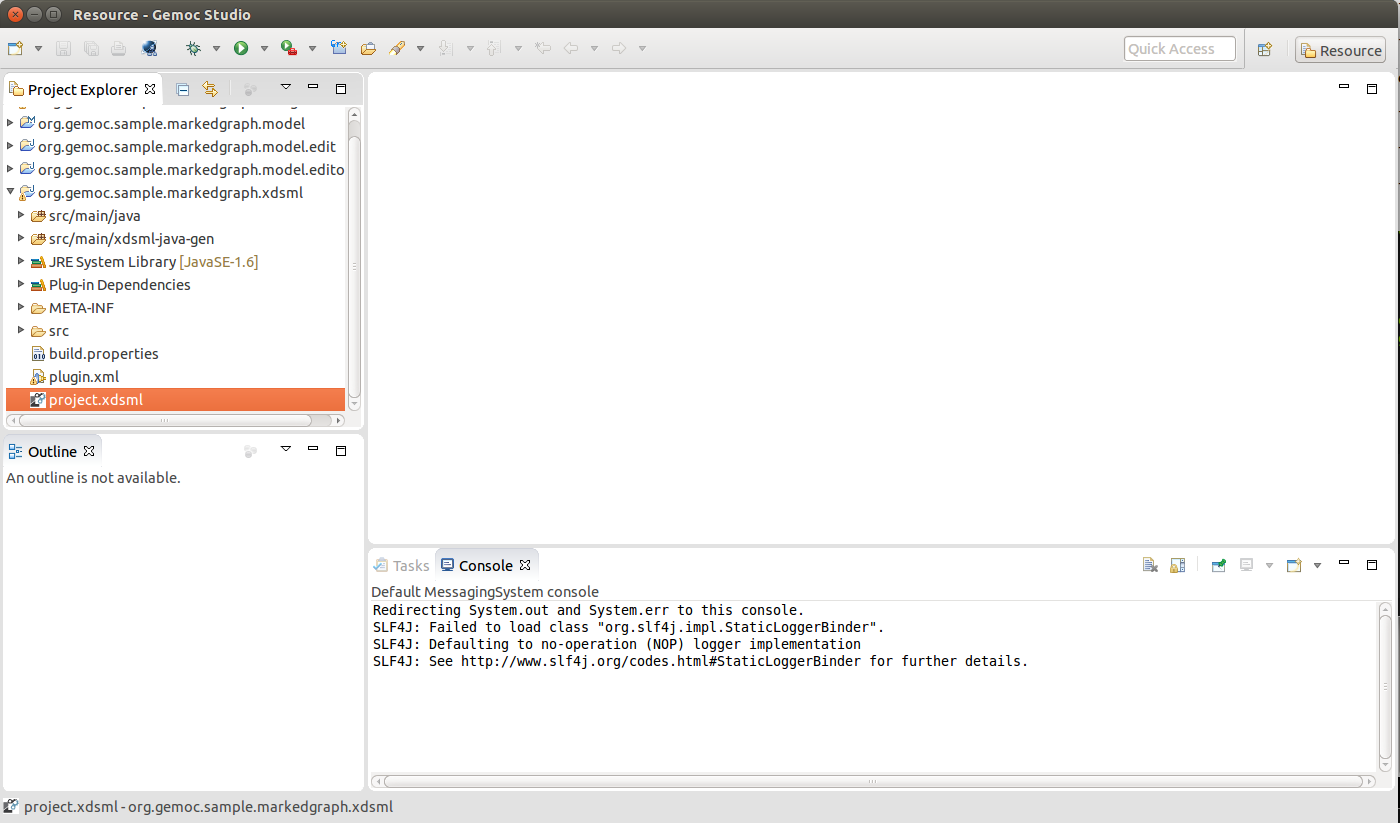 Resource - Gemoc Studio
Quick Access
Resource
Project Explorer
org.gemoc.sample.markedgraph.model
org.gemoc.sample.markedgraph.model.edit
org.gemoc.sample.markedgraph.model.edito
org.gemoc.sample.markedgraph.xdsml
src/main/java
src/main/xdsml-java-gen
JRE System Library [JavaSE-1.6]
Plug-in Dependencies
META-INF
src
build.properties
plugin.xml
project.xdsml
Outline
An outline is not available.
Tasks
Console
Default MessagingSystem console
Redirecting System.out and System.err to this console.
SLF4J: Failed to load class "org.slf4j.impl.StaticLoggerBinder".
SLF4J: Defaulting to no-operation (NOP) logger implementation
SLF4J: See http://www.slf4j.org/codes.html#StaticLoggerBinder for further details.
project.xdsml - org.gemoc.sample.markedgraph.xdsml